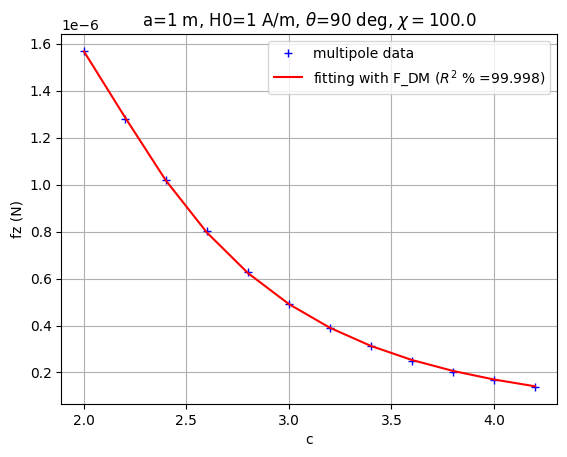 a=1 m, H0=1 A/m, θ=90 deg, χ = 100.0
1e−6
multipole data
fitting with F_DM (R² % =99.998)
1.6
1.4
1.2
1.0
0.8
0.6
0.4
0.2
fz (N)
2.0 2.5 3.0 3.5 4.0
c